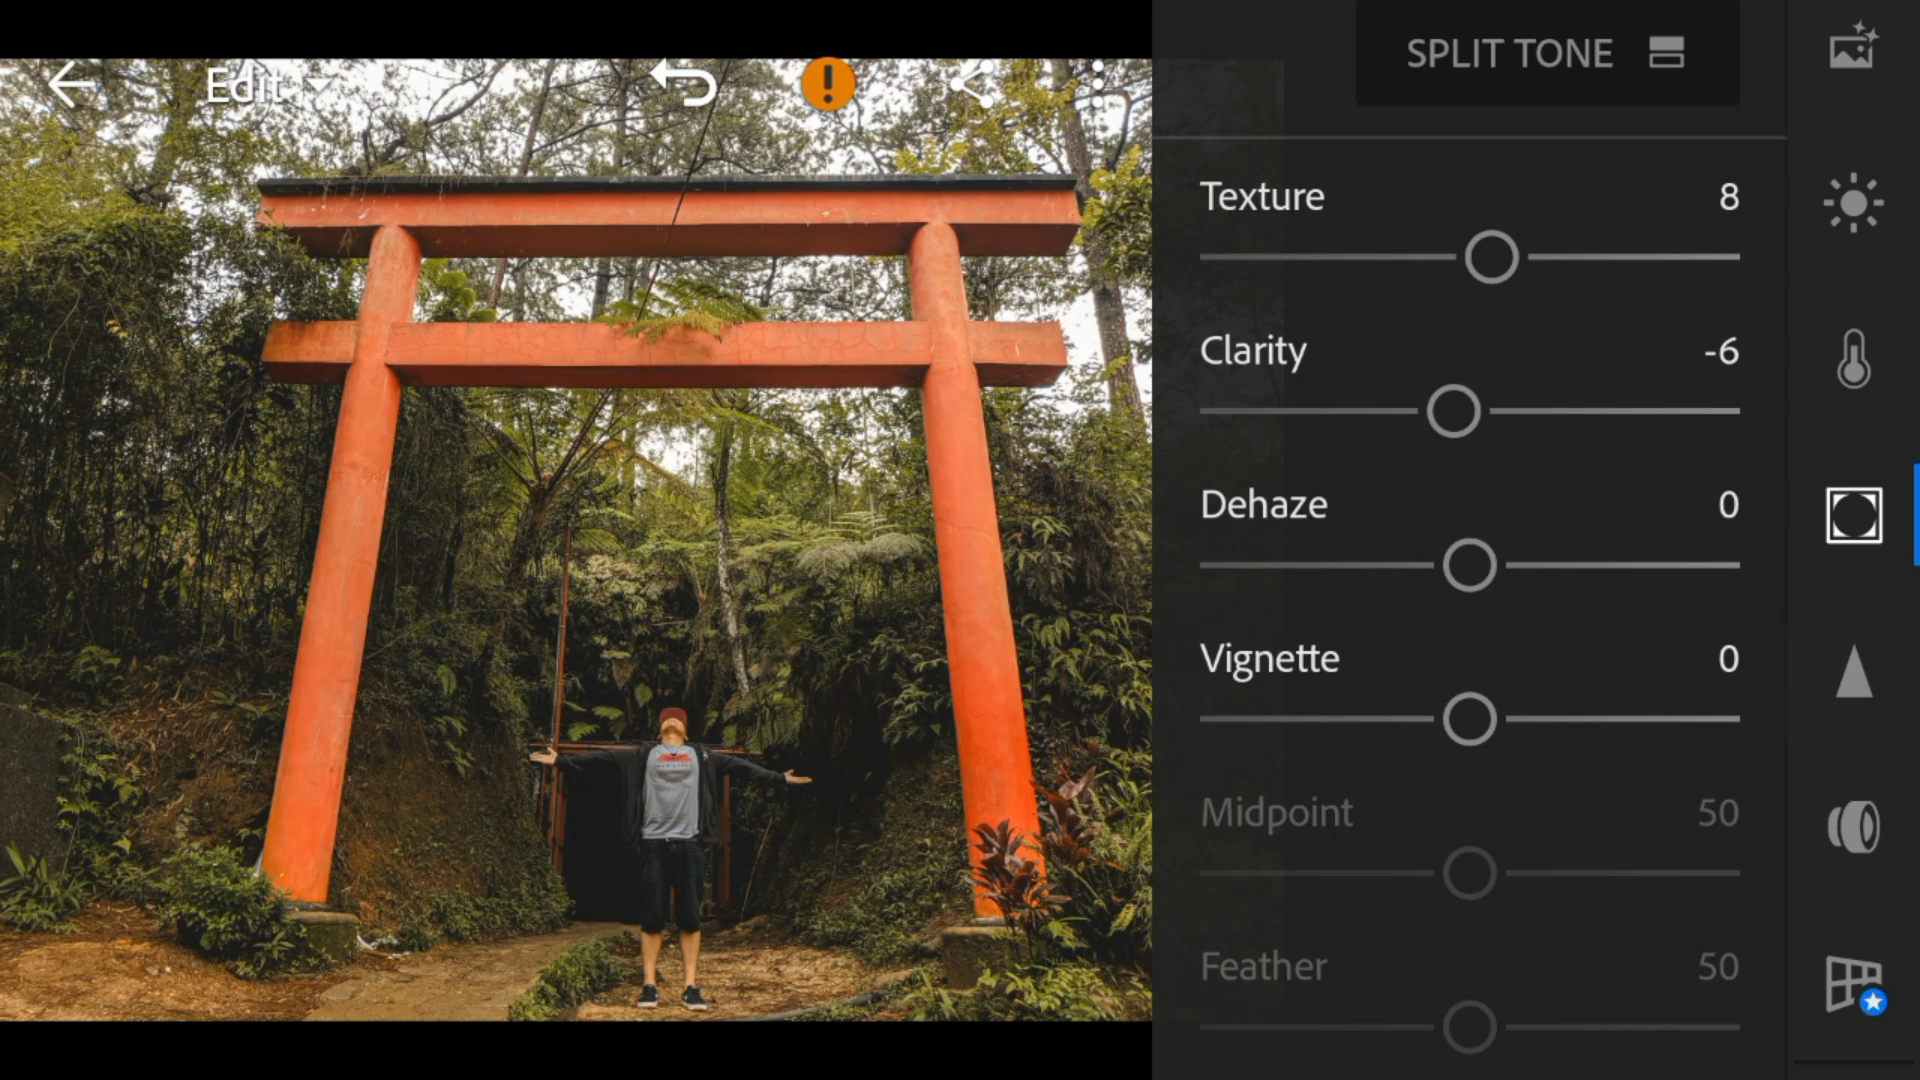 Edit
SPLIT TONE
Texture 8
Clarity -6
Dehaze 0
Vignette 0
Midpoint 50
Feather 50